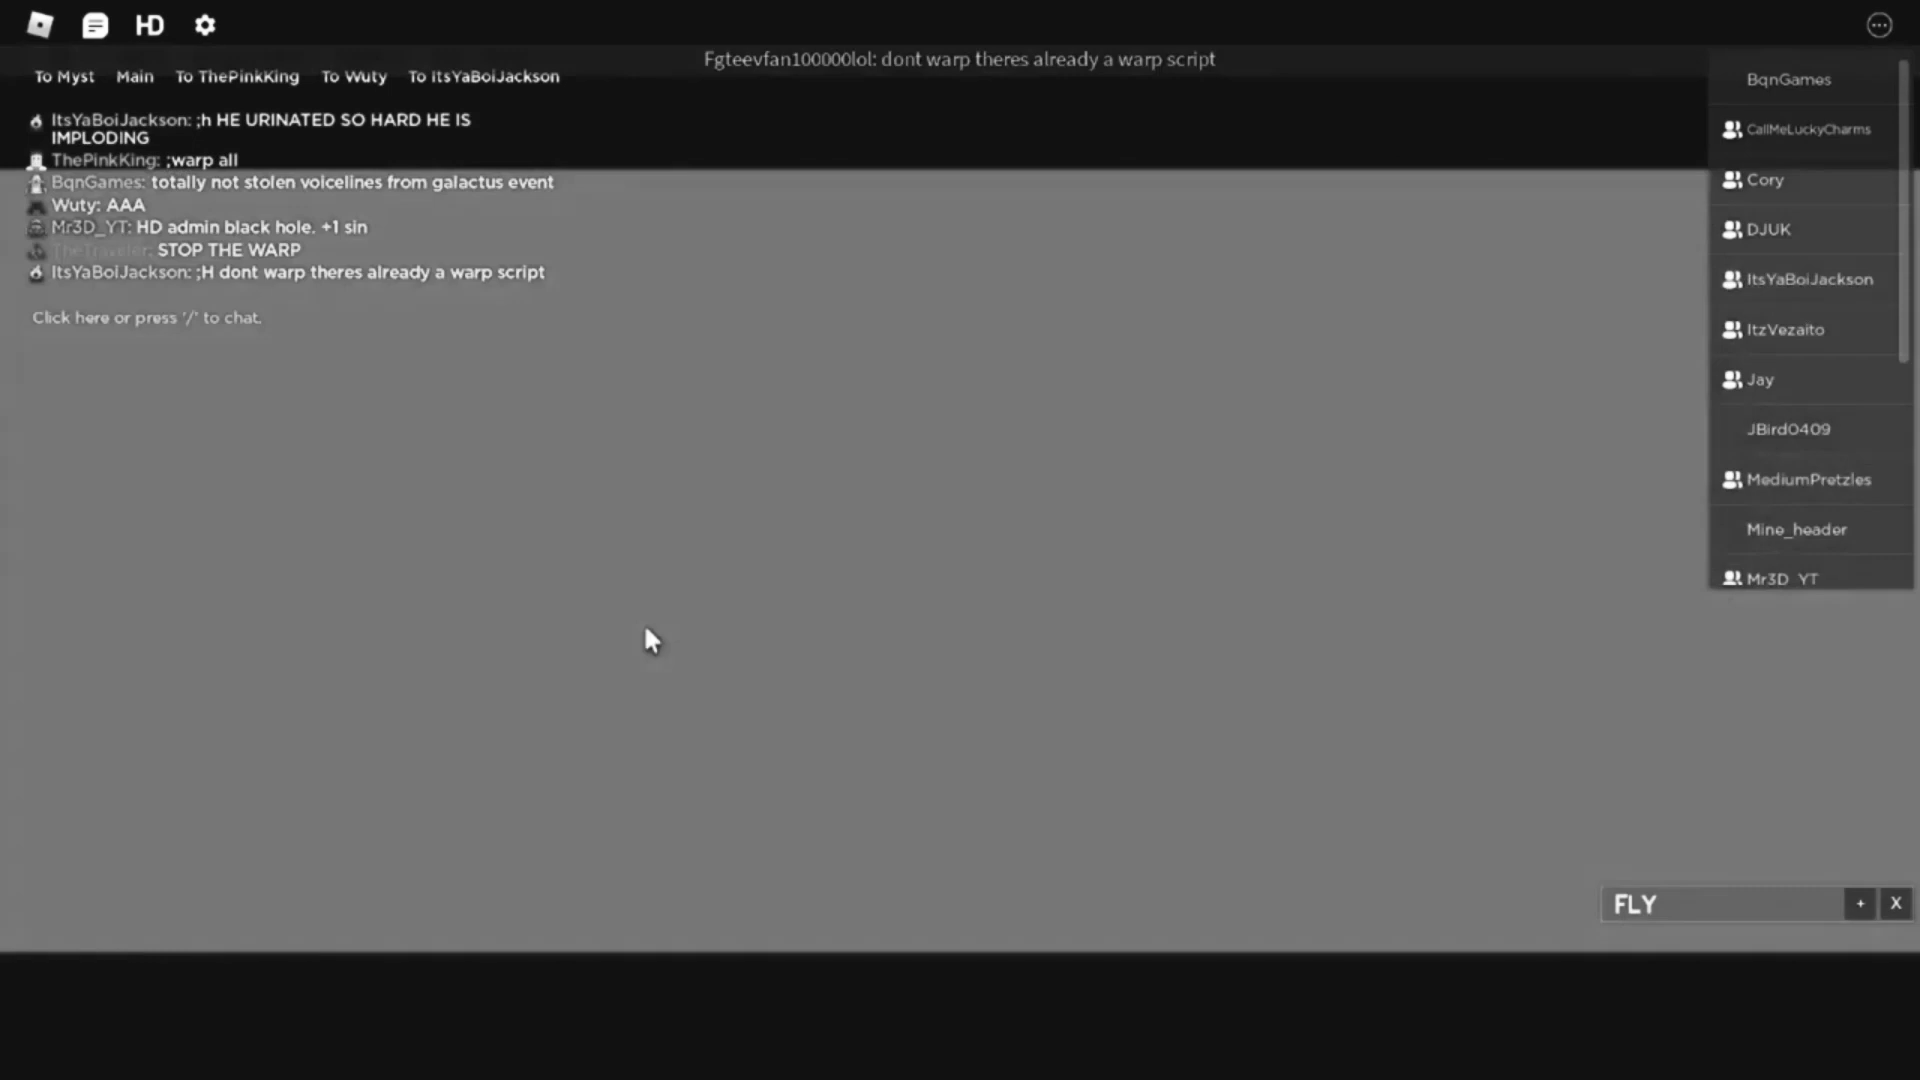 HD
Fgteevfan100000lol: dont warp theres already a warp script
To Myst Main To ThePinkKing To Wuty To ItsYaBoiJackson
ItsYaBoiJackson: ;h HE URINATED SO HARD HE IS
IMPLODING
ThePinkKing: ;warp all
BqnGames: totally not stolen voicelines from galactus event
Wuty: AAA
Mr3D_YT: HD admin black hole. +1 sin
TheTraveler: STOP THE WARP
ItsYaBoiJackson: ;H dont warp theres already a warp script
Click here or press '/' to chat.
BqnGames
CallMeLuckyCharms
Cory
DJUK
ItsYaBoiJackson
ItzVezaito
Jay
JBird0409
MediumPretzles
Mine_header
Mr3D_YT
FLY + X